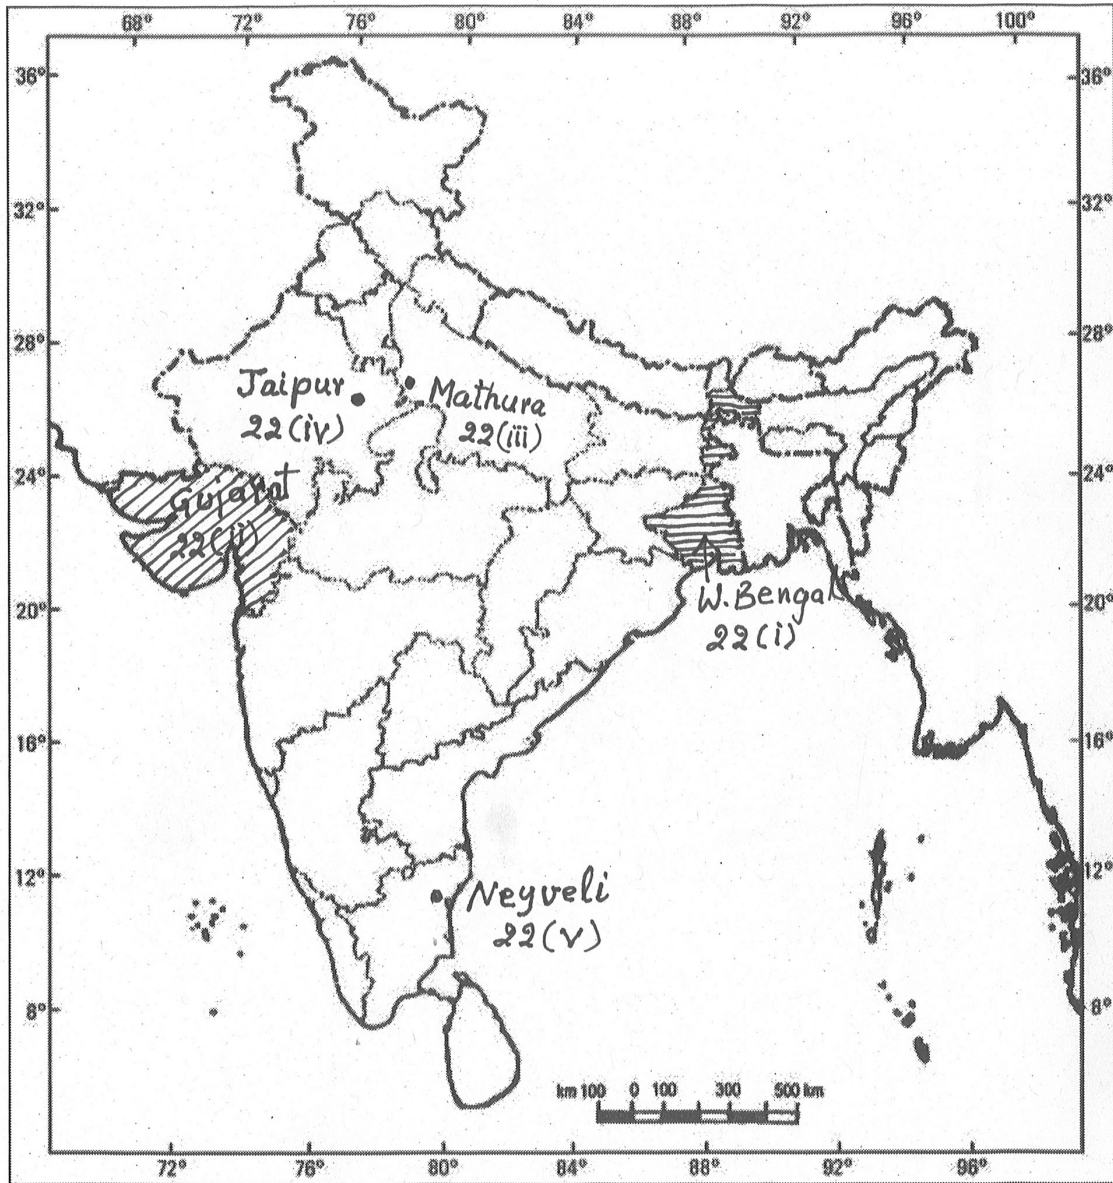 68° 72° 76° 80° 84° 88° 92° 96° 100°
36° 36°
32° 32°
28° 28°
Jaipur
22(iv)
Mathura
22(iii)
24° 24°
Gujarat
22(ii)
20° 20°
W.Bengal
22(i)
16° 16°
12° 12°
Neyveli
22(v)
8° 8°
km 100 0 100 300 500 km
72° 76° 80° 84° 88° 92° 96°